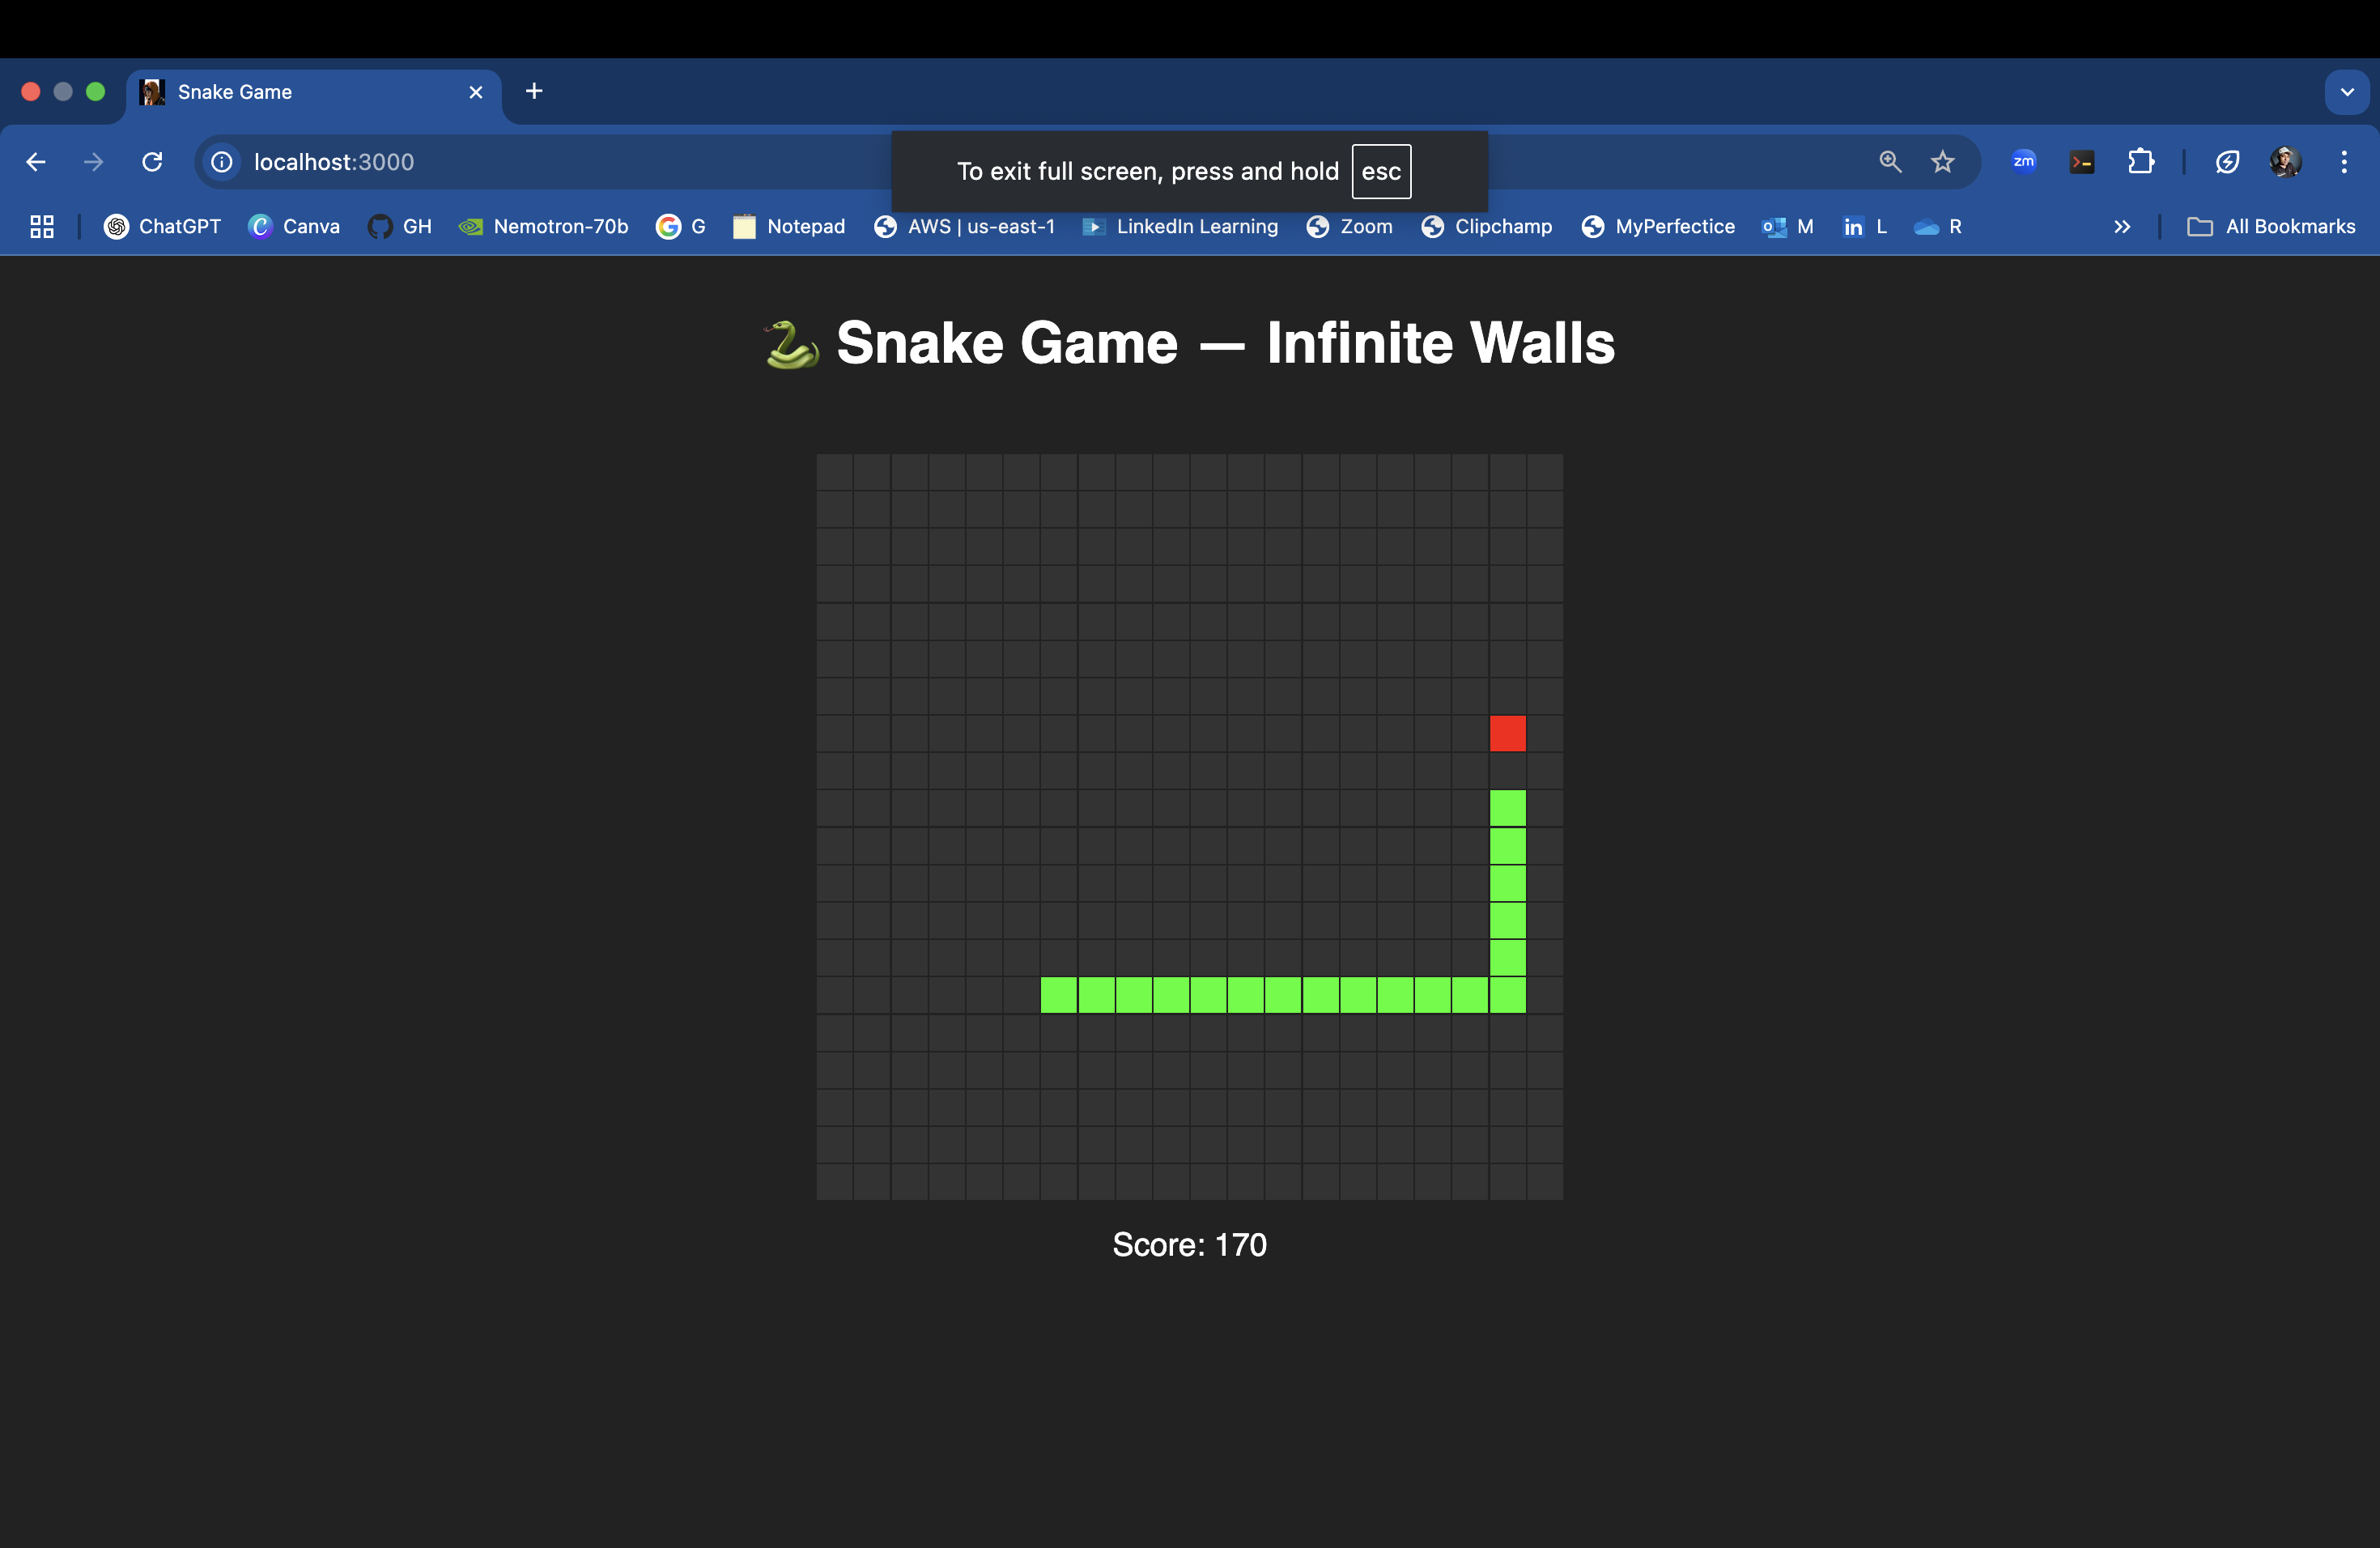 Snake Game
localhost:3000
To exit full screen, press and hold esc
zm
ChatGPT Canva GH Nemotron-70b G Notepad AWS | us-east-1 LinkedIn Learning Zoom Clipchamp MyPerfectice M L R All Bookmarks
Snake Game — Infinite Walls
Score: 170